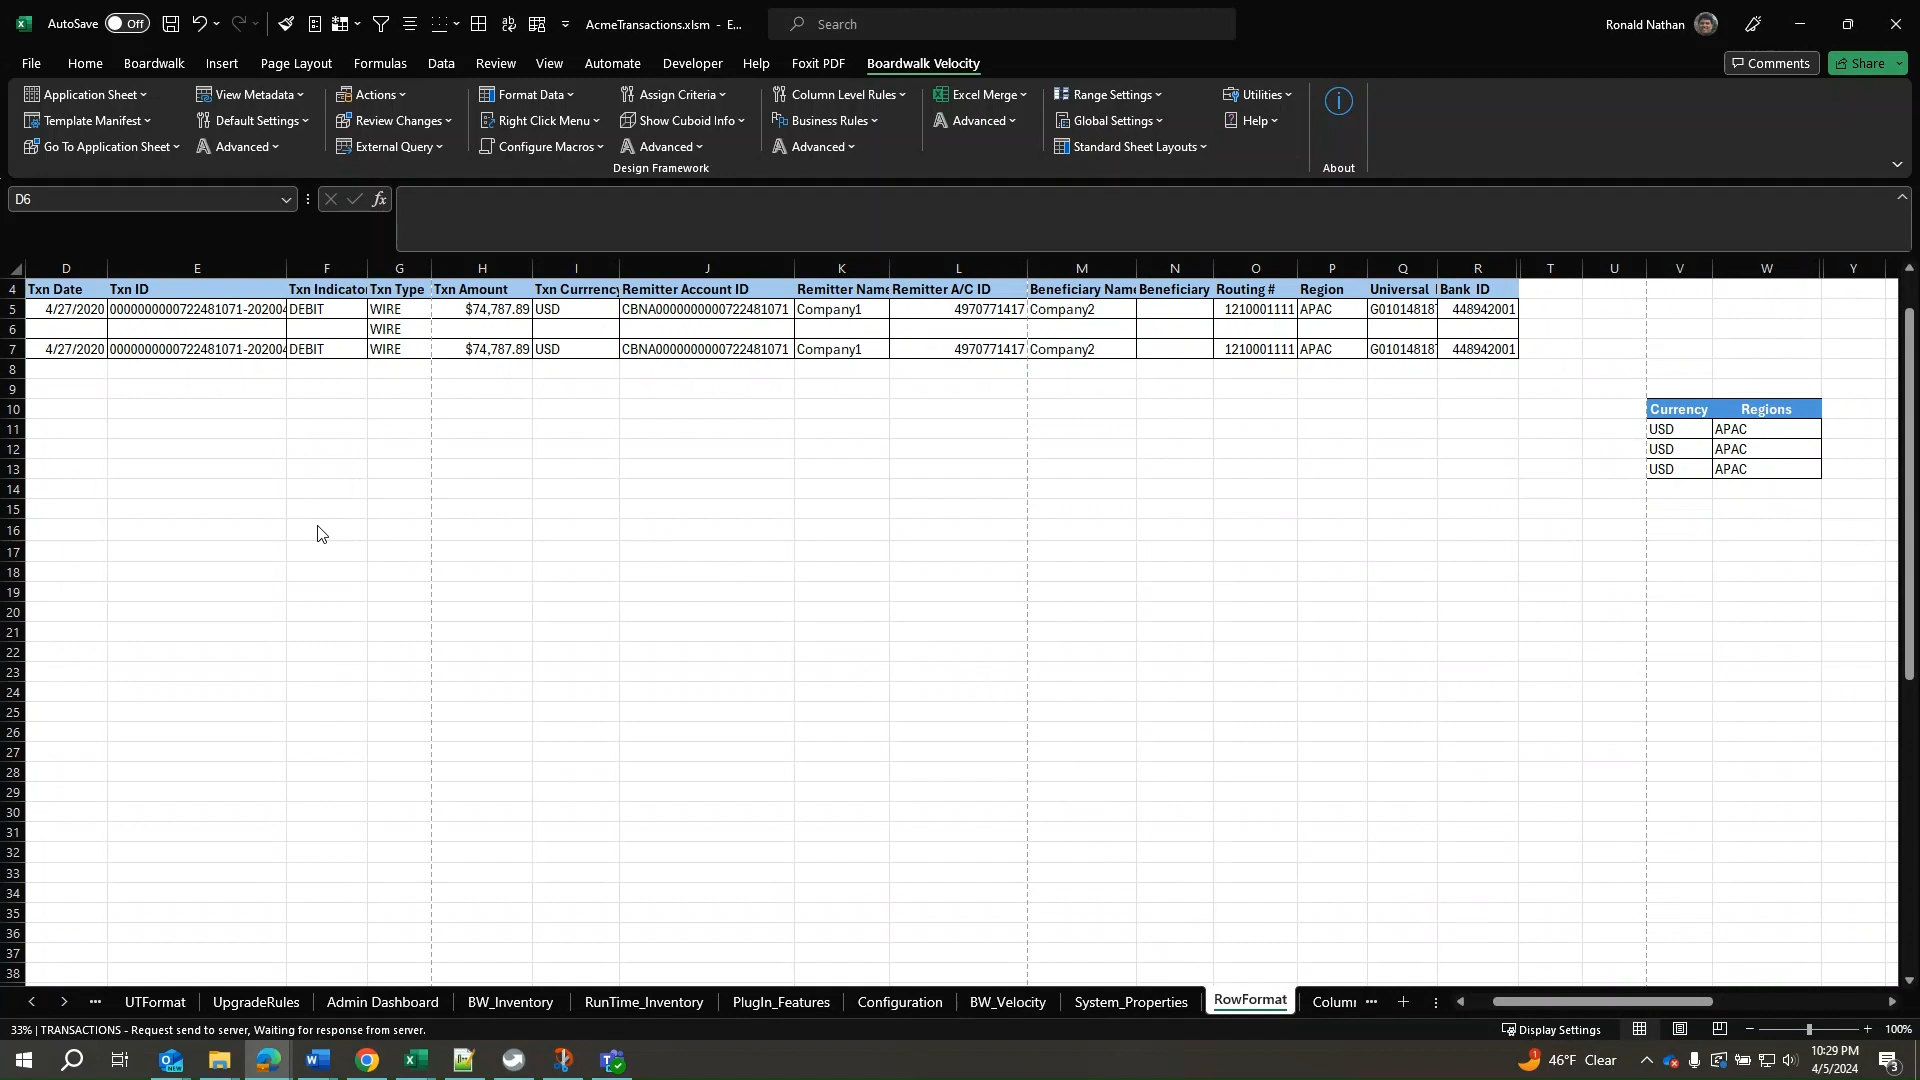 AutoSave Off AcmeTransactions.xlsm - E... Search Ronald Nathan
File Home Boardwalk Insert Page Layout Formulas Data Review View Automate Developer Help Foxit PDF Boardwalk Velocity Comments Share
Application Sheet View Metadata Actions Format Data Assign Criteria Column Level Rules Excel Merge Range Settings Utilities
Template Manifest Default Settings Review Changes Right Click Menu Show Cuboid Info Business Rules Advanced Global Settings Help
Go To Application Sheet Advanced External Query Configure Macros Advanced Advanced Standard Sheet Layouts
Design Framework About
D6 fx
D E F G H I J K L M N O P Q R T U V W Y
4 Txn Date Txn ID Txn Indicato Txn Type Txn Amount Txn Currrency Remitter Account ID Remitter Name Remitter A/C ID Beneficiary Name Beneficiary Routing # Region Universal Bank ID
5 4/27/2020 0000000000722481071-202004 DEBIT WIRE $74,787.89 USD CBNA0000000000722481071 Company1 4970771417 Company2 1210001111 APAC G01014818 448942001
6 WIRE
7 4/27/2020 0000000000722481071-202004 DEBIT WIRE $74,787.89 USD CBNA0000000000722481071 Company1 4970771417 Company2 1210001111 APAC G01014818 448942001
8
9
10 Currency Regions
11 USD APAC
12 USD APAC
13 USD APAC
14
15
16
17
18
19
20
21
22
23
24
25
26
27
28
29
30
31
32
33
34
35
36
37
38
... UTFormat UpgradeRules Admin Dashboard BW_Inventory RunTime_Inventory PlugIn_Features Configuration BW_Velocity System_Properties RowFormat Colum ...
33% | TRANSACTIONS - Request send to server, Waiting for response from server. Display Settings 100%
46°F Clear 10:29 PM
4/5/2024 3